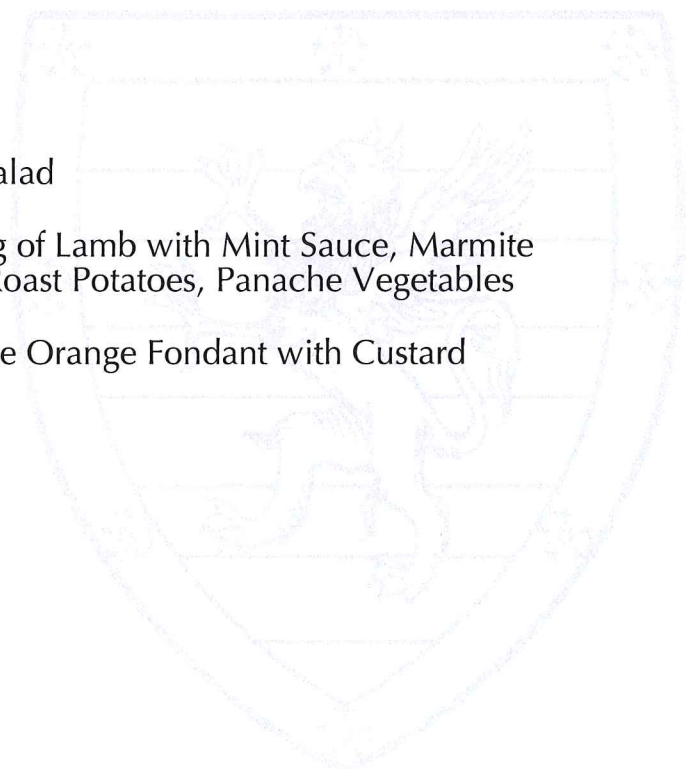 alad
g of Lamb with Mint Sauce, Marmite
oast Potatoes, Panache Vegetables
e Orange Fondant with Custard